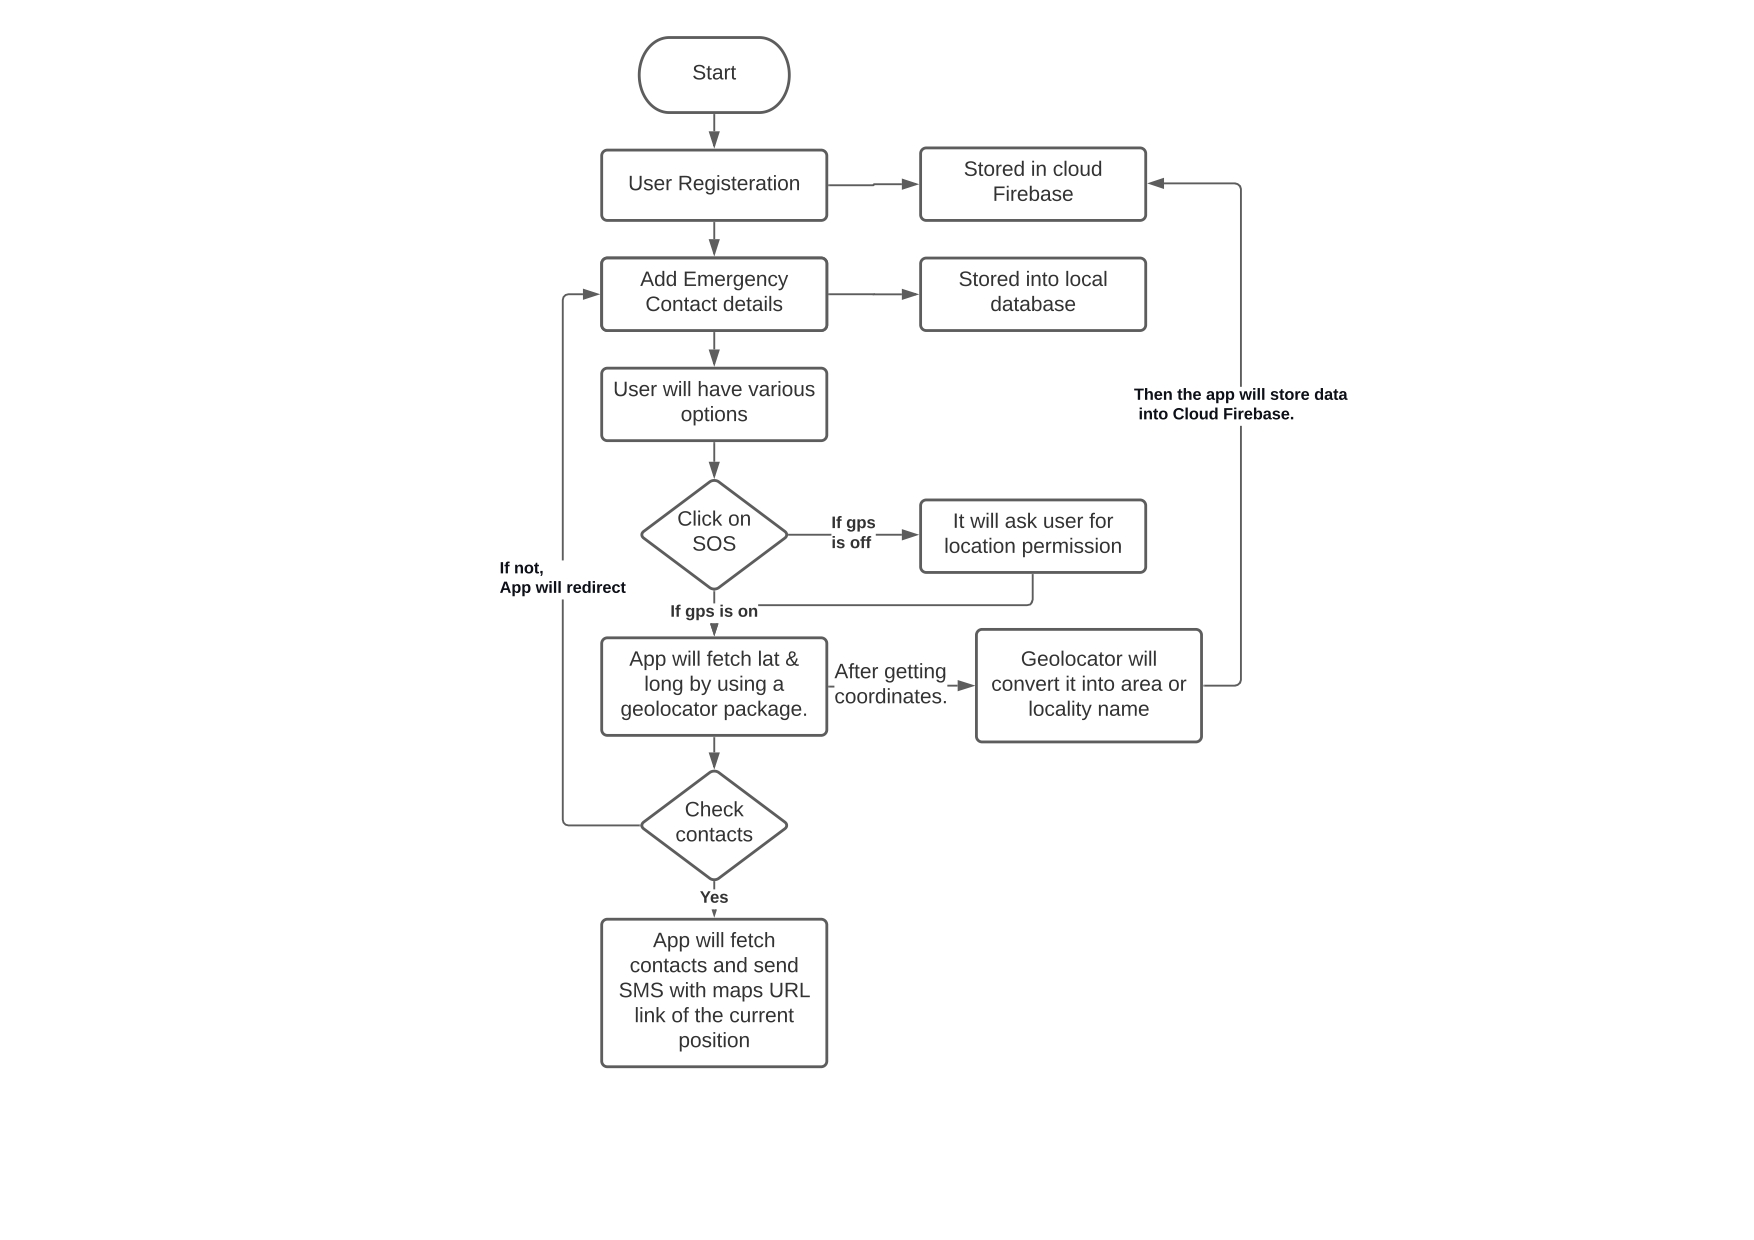 Start
User Registeration
Stored in cloud
Firebase
Add Emergency
Contact details
Stored into local
database
User will have various
options
Then the app will store data
into Cloud Firebase.
Click on
SOS
If gps
is off
It will ask user for
location permission
If not,
App will redirect
If gps is on
App will fetch lat &
long by using a
geolocator package.
After getting
coordinates.
Geolocator will
convert it into area or
locality name
Check
contacts
Yes
App will fetch
contacts and send
SMS with maps URL
link of the current
position